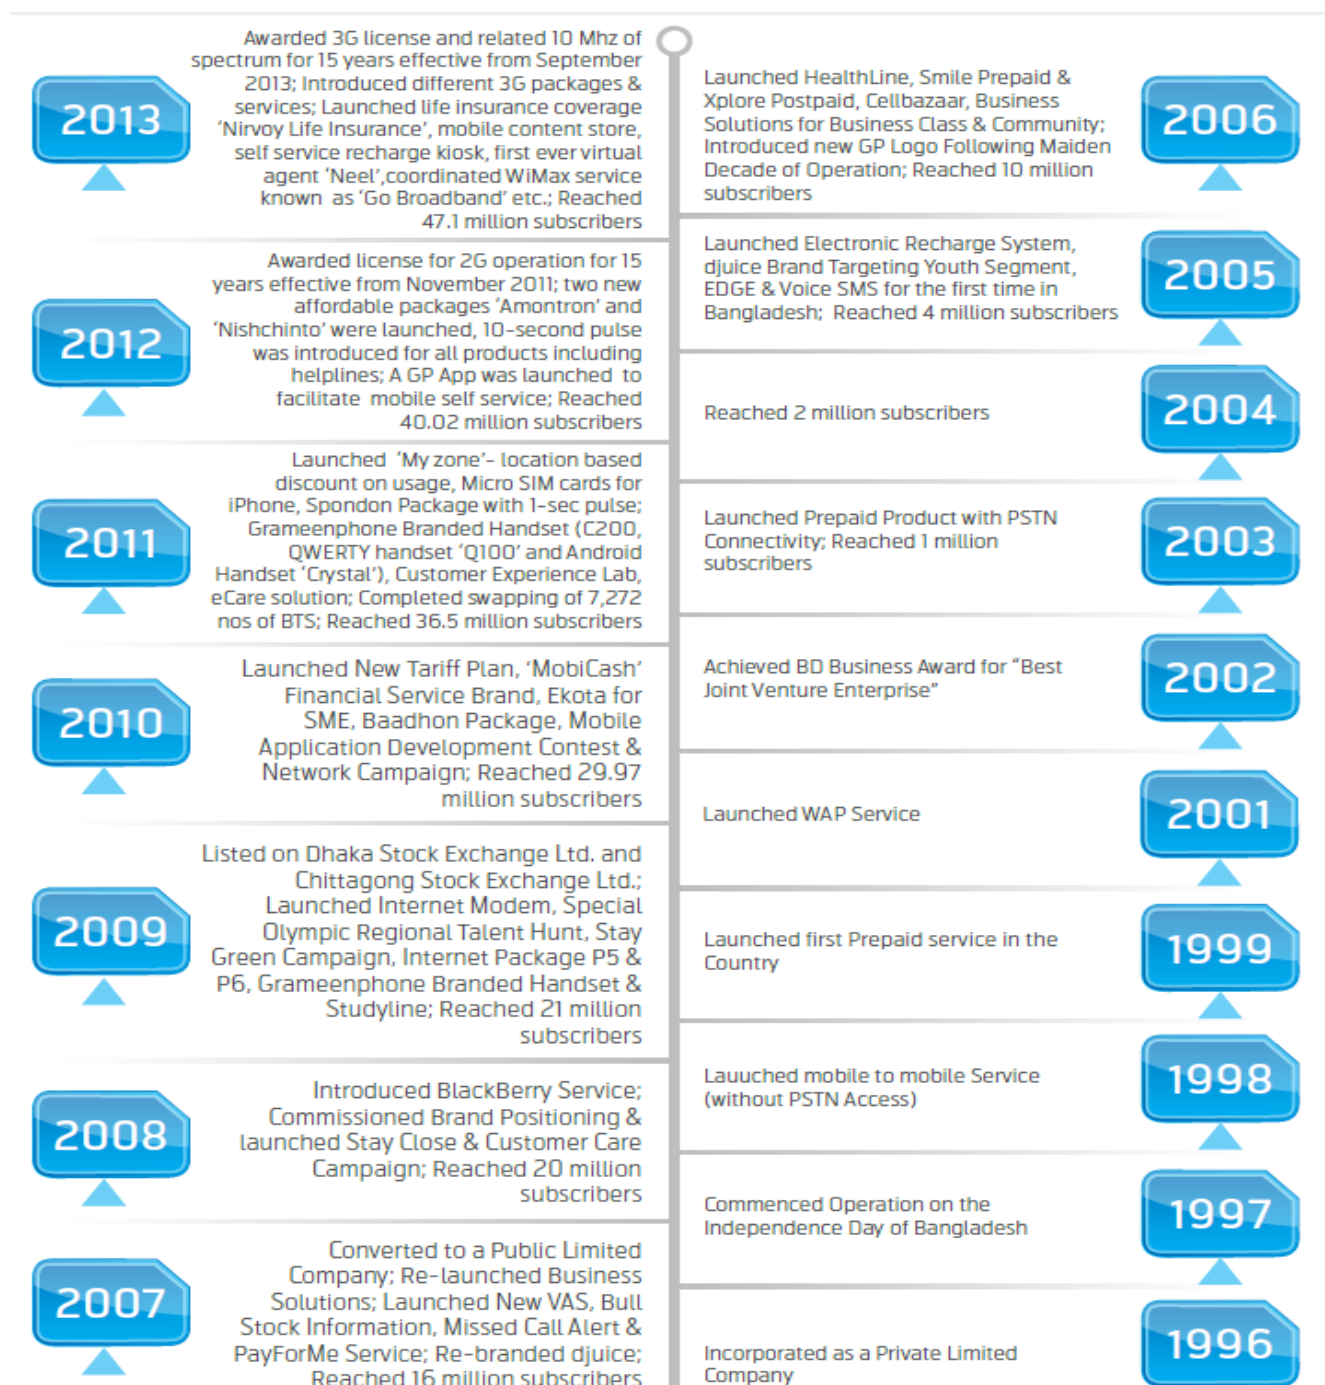 2013
Awarded 3G license and related 10 Mhz of
spectrum for 15 years effective from September
2013; Introduced different 3G packages &
services; Launched life insurance coverage
‘Nirvoy Life Insurance’, mobile content store,
self service recharge kiosk, first ever virtual
agent ‘Neel’,coordinated WiMax service
known as ‘Go Broadband’ etc.; Reached
47.1 million subscribers
2012
Awarded license for 2G operation for 15
years effective from November 2011; two new
affordable packages ‘Amontron’ and
‘Nishchinto’ were launched, 10-second pulse
was introduced for all products including
helplines; A GP App was launched to
facilitate mobile self service; Reached
40.02 million subscribers
2011
Launched ‘My zone’- location based
discount on usage, Micro SIM cards for
iPhone, Spondon Package with 1-sec pulse;
Grameenphone Branded Handset (C200,
QWERTY handset ‘Q100’ and Android
Handset ‘Crystal’), Customer Experience Lab,
eCare solution; Completed swapping of 7,272
nos of BTS; Reached 36.5 million subscribers
2010
Launched New Tariff Plan, ‘MobiCash’
Financial Service Brand, Ekota for
SME, Baadhon Package, Mobile
Application Development Contest &
Network Campaign; Reached 29.97
million subscribers
2009
Listed on Dhaka Stock Exchange Ltd. and
Chittagong Stock Exchange Ltd.;
Launched Internet Modem, Special
Olympic Regional Talent Hunt, Stay
Green Campaign, Internet Package P5 &
P6, Grameenphone Branded Handset &
Studyline; Reached 21 million
subscribers
2008
Introduced BlackBerry Service;
Commissioned Brand Positioning &
launched Stay Close & Customer Care
Campaign; Reached 20 million
subscribers
2007
Converted to a Public Limited
Company; Re-launched Business
Solutions; Launched New VAS, Bull
Stock Information, Missed Call Alert &
PayForMe Service; Re-branded djuice;
Reached 16 million subscribers
2006
Launched HealthLine, Smile Prepaid &
Xplore Postpaid, Cellbazaar, Business
Solutions for Business Class & Community;
Introduced new GP Logo Following Maiden
Decade of Operation; Reached 10 million
subscribers
2005
Launched Electronic Recharge System,
djuice Brand Targeting Youth Segment,
EDGE & Voice SMS for the first time in
Bangladesh; Reached 4 million subscribers
2004
Reached 2 million subscribers
2003
Launched Prepaid Product with PSTN
Connectivity; Reached 1 million
subscribers
2002
Achieved BD Business Award for “Best
Joint Venture Enterprise”
2001
Launched WAP Service
1999
Launched first Prepaid service in the
Country
1998
Lauuched mobile to mobile Service
(without PSTN Access)
1997
Commenced Operation on the
Independence Day of Bangladesh
1996
Incorporated as a Private Limited
Company